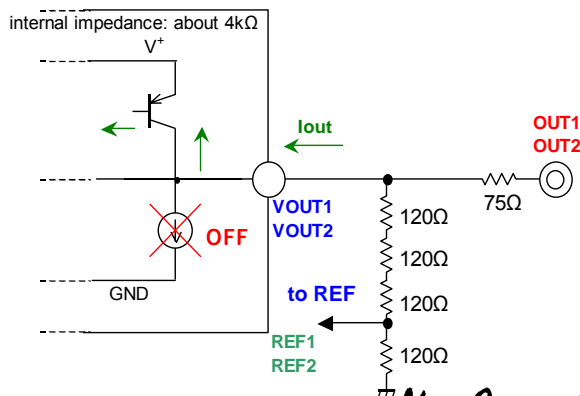 internal impedance: about 4kΩ
V+
Iout
OUT1
OUT2
75Ω
VOUT1
VOUT2
OFF
120Ω
120Ω
120Ω
GND
to REF
REF1
REF2
120Ω